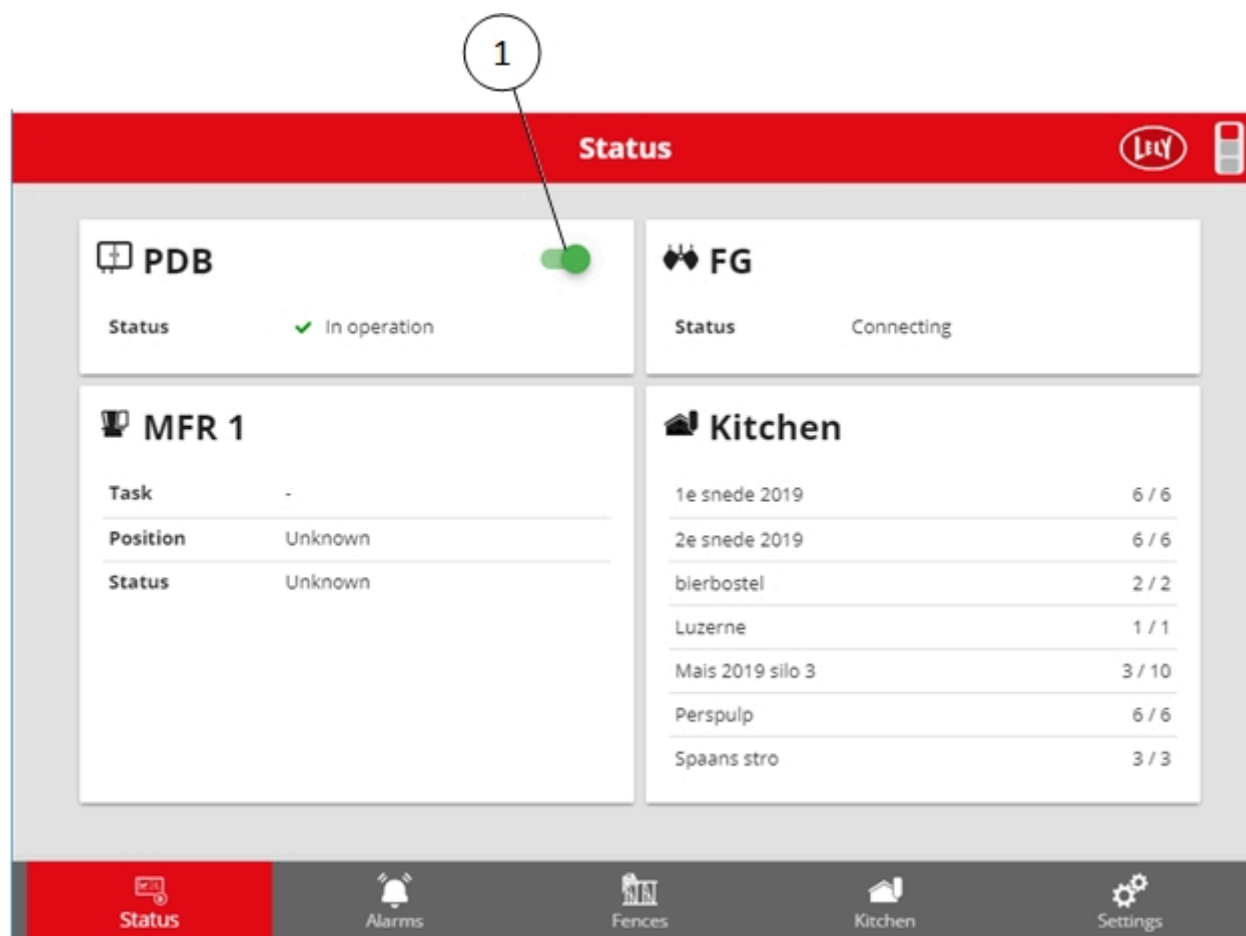 1
Status
LELY
PDB
Status In operation
FG
Status Connecting
MFR 1
Task -
Position Unknown
Status Unknown
Kitchen
1e snede 2019 6 / 6
2e snede 2019 6 / 6
bierbostel 2 / 2
Luzerne 1 / 1
Mais 2019 silo 3 3 / 10
Perspulp 6 / 6
Spaans stro 3 / 3
Status Alarms Fences Kitchen Settings